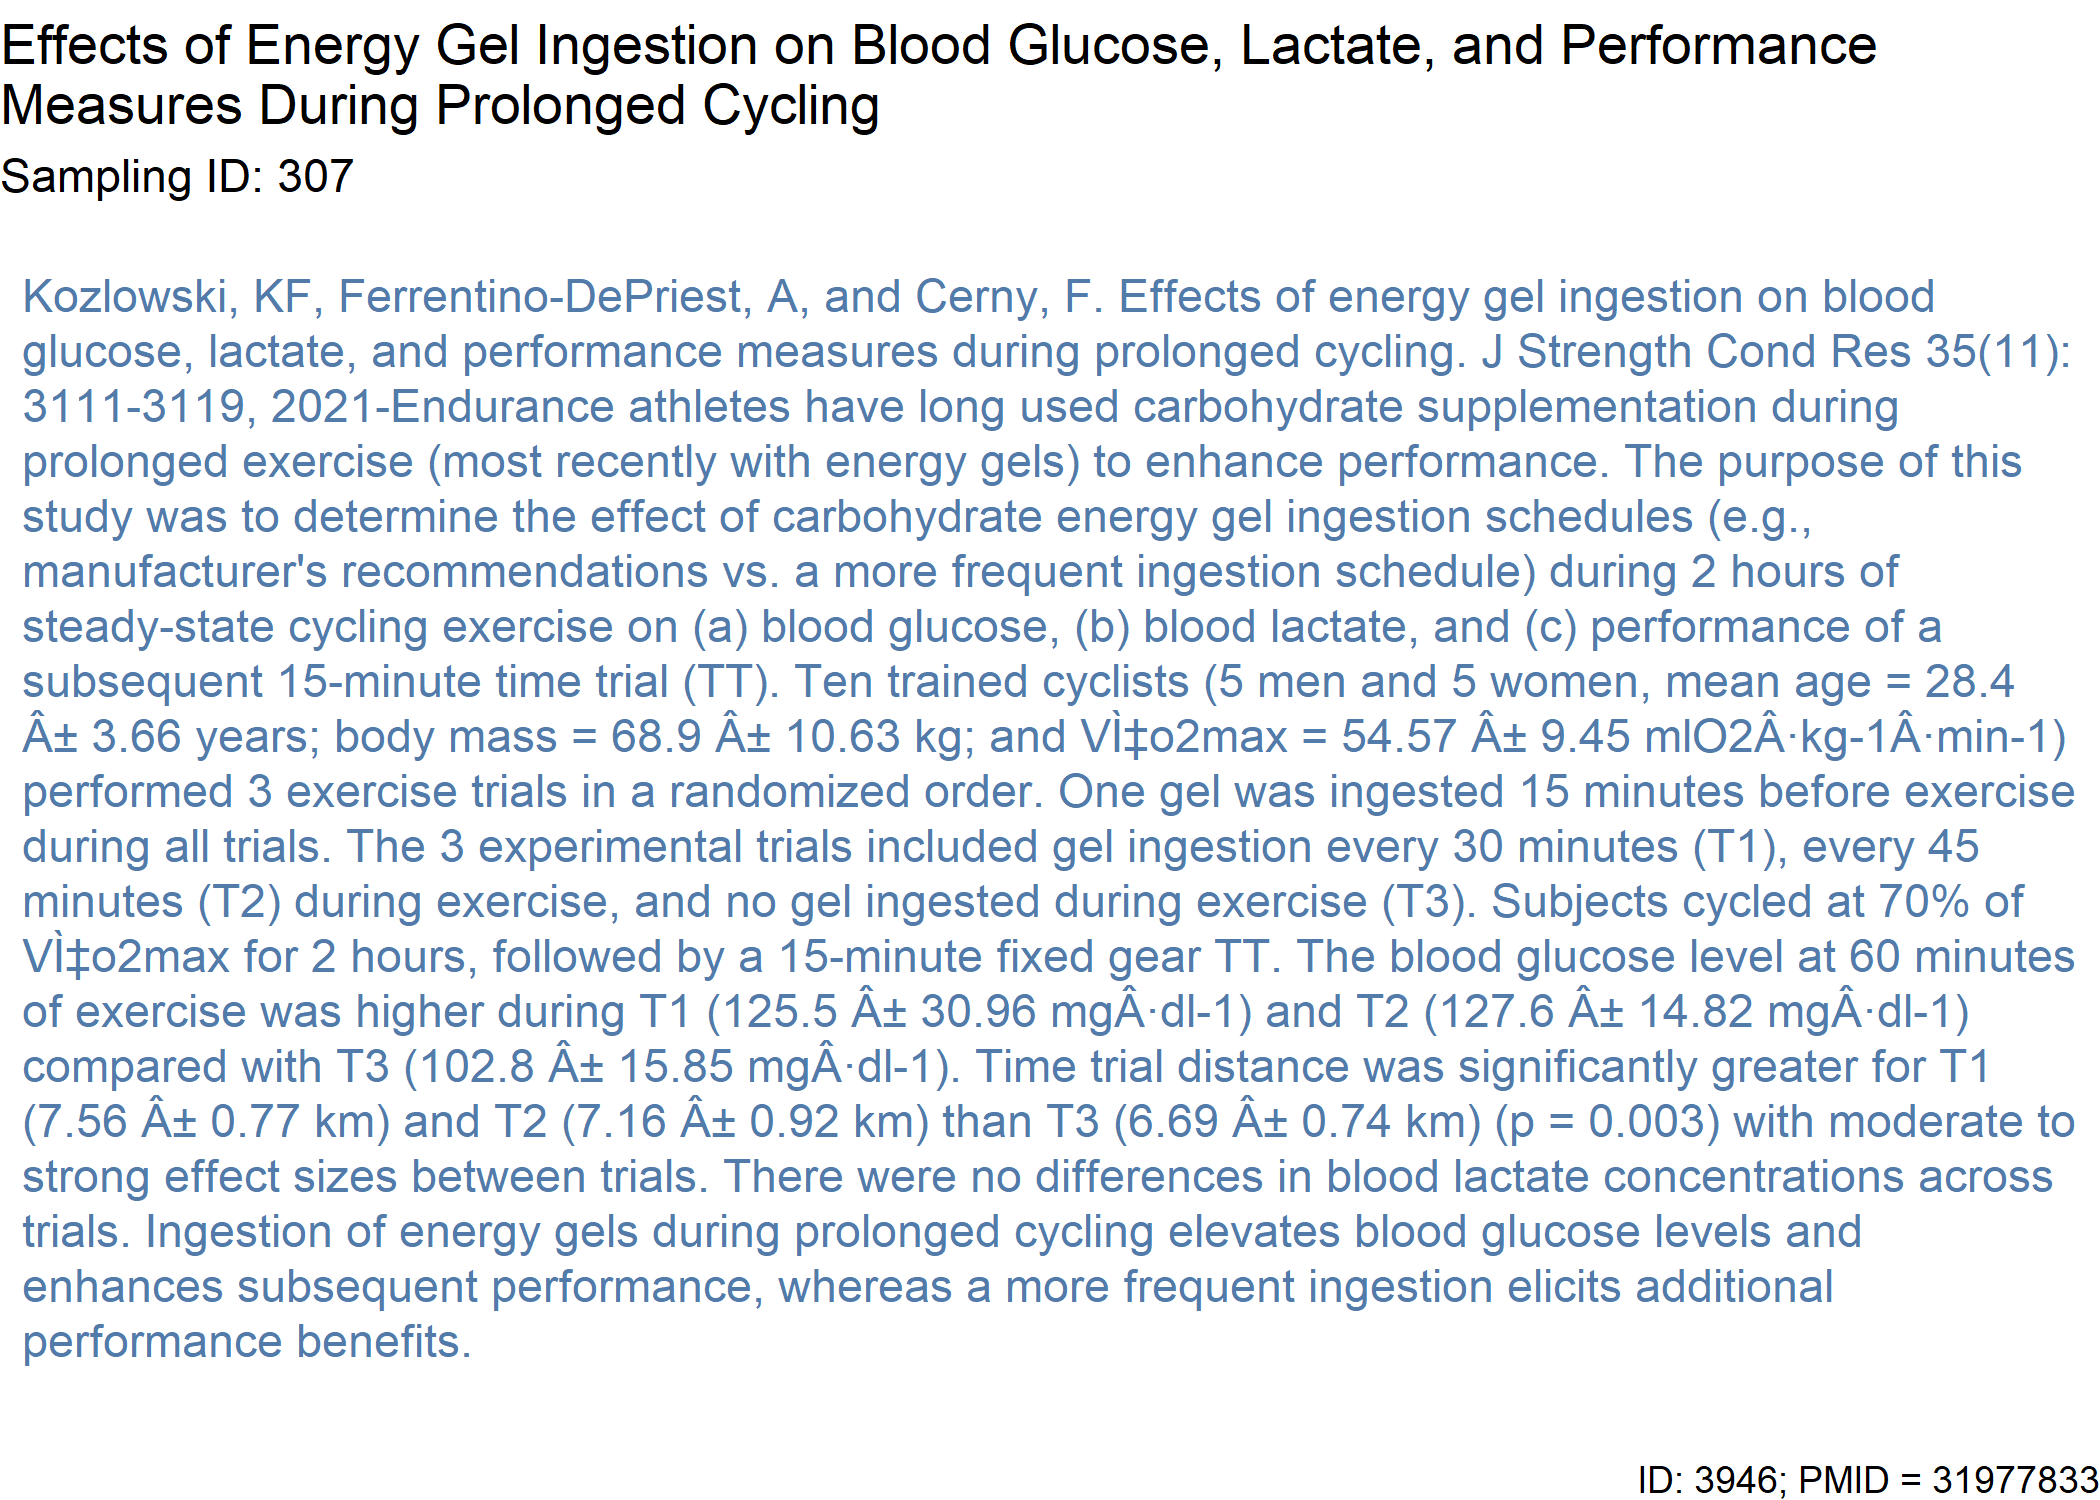 Effects of Energy Gel Ingestion on Blood Glucose, Lactate, and Performance
Measures During Prolonged Cycling
Sampling ID: 307
Kozlowski, KF, Ferrentino-DePriest, A, and Cerny, F. Effects of energy gel ingestion on blood
glucose, lactate, and performance measures during prolonged cycling. J Strength Cond Res 35(11):
3111-3119, 2021-Endurance athletes have long used carbohydrate supplementation during
prolonged exercise (most recently with energy gels) to enhance performance. The purpose of this
study was to determine the effect of carbohydrate energy gel ingestion schedules (e.g.,
manufacturer's recommendations vs. a more frequent ingestion schedule) during 2 hours of
steady-state cycling exercise on (a) blood glucose, (b) blood lactate, and (c) performance of a
subsequent 15-minute time trial (TT). Ten trained cyclists (5 men and 5 women, mean age = 28.4
Â± 3.66 years; body mass = 68.9 Â± 10.63 kg; and VÌ‡o2max = 54.57 Â± 9.45 mlO2Â·kg-1Â·min-1)
performed 3 exercise trials in a randomized order. One gel was ingested 15 minutes before exercise
during all trials. The 3 experimental trials included gel ingestion every 30 minutes (T1), every 45
minutes (T2) during exercise, and no gel ingested during exercise (T3). Subjects cycled at 70% of
VÌ‡o2max for 2 hours, followed by a 15-minute fixed gear TT. The blood glucose level at 60 minutes
of exercise was higher during T1 (125.5 Â± 30.96 mgÂ·dl-1) and T2 (127.6 Â± 14.82 mgÂ·dl-1)
compared with T3 (102.8 Â± 15.85 mgÂ·dl-1). Time trial distance was significantly greater for T1
(7.56 Â± 0.77 km) and T2 (7.16 Â± 0.92 km) than T3 (6.69 Â± 0.74 km) (p = 0.003) with moderate to
strong effect sizes between trials. There were no differences in blood lactate concentrations across
trials. Ingestion of energy gels during prolonged cycling elevates blood glucose levels and
enhances subsequent performance, whereas a more frequent ingestion elicits additional
performance benefits.
ID: 3946; PMID = 31977833